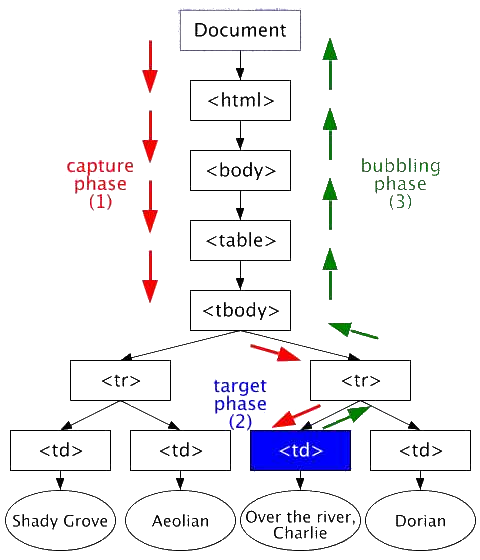 Document
<html>
capture
phase
(1)
<body>
bubbling
phase
(3)
<table>
<tbody>
<tr>
target
phase
(2)
<tr>
<td>
<td>
<td>
<td>
Shady Grove
Aeolian
Over the river,
Charlie
Dorian